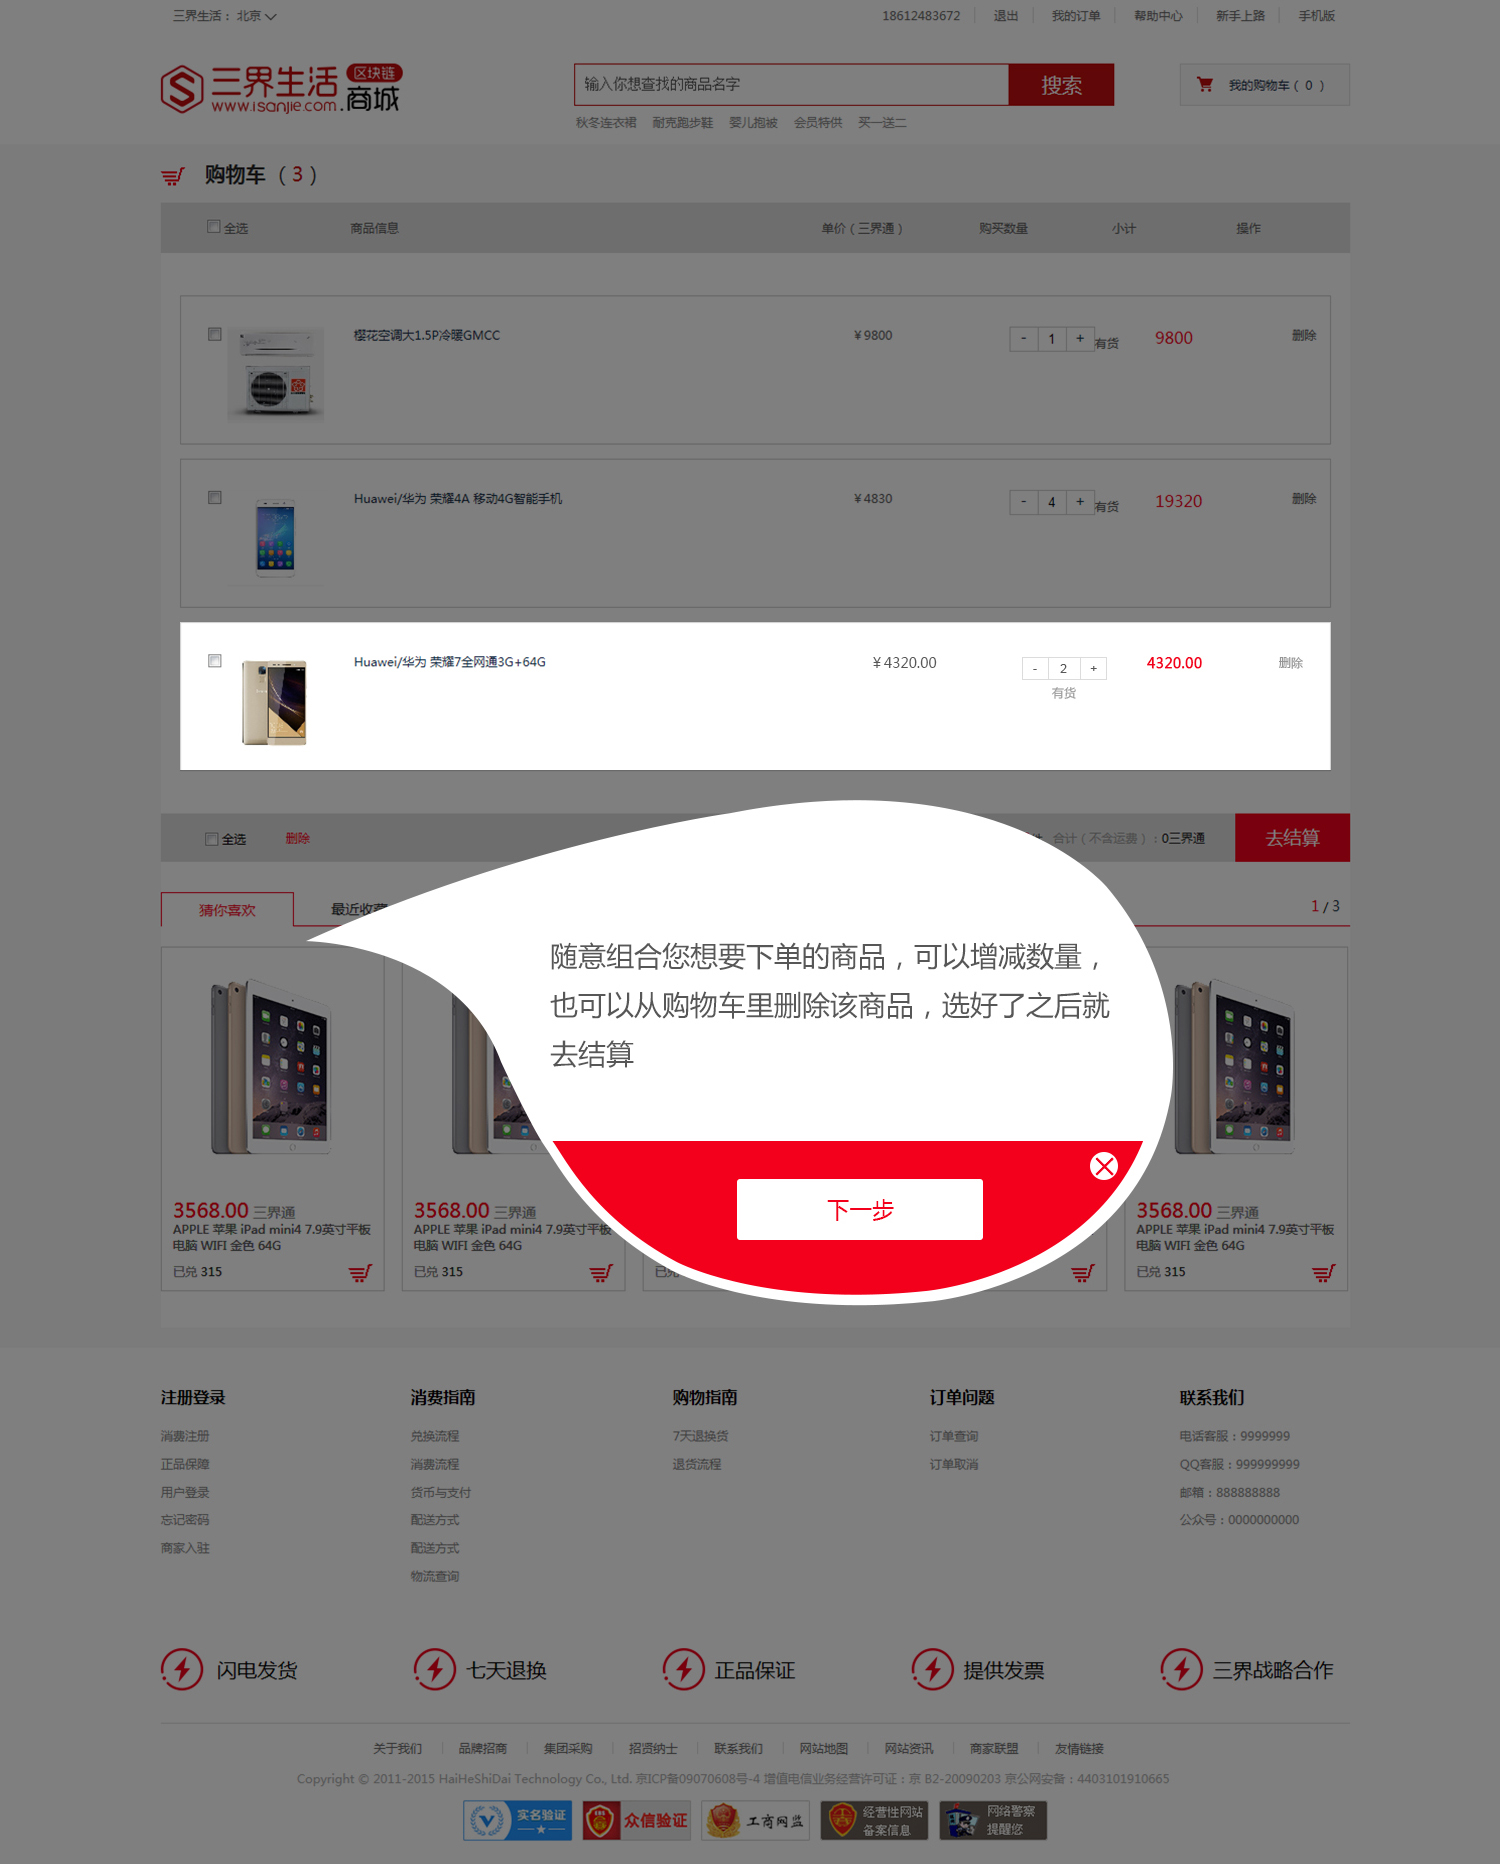 三界生活： 北京
18612483672 退出 我的订单 帮助中心 新手上路 手机版
三界生活 区块链
www.isanjie.com.商城
输入你想查找的商品名字 搜索 我的购物车（ 0 ）
秋冬连衣裙 耐克跑步鞋 婴儿抱被 会员特供 买一送二
购物车 （ 3 ）
全选 商品信息 单价（三界通） 购买数量 小计 操作
樱花空调大1.5P冷暖GMCC ￥9800 - 1 + 有货 9800 删除
Huawei/华为 荣耀4A 移动4G智能手机 ￥4830 - 4 + 有货 19320 删除
Huawei/华为 荣耀7全网通3G+64G ￥4320.00 - 2 + 4320.00 删除
有货
全选 删除 合计（不含运费）：0三界通 去结算
猜你喜欢 最近收藏 1 / 3
随意组合您想要下单的商品，可以增减数量，
也可以从购物车里删除该商品，选好了之后就
去结算
下一步
3568.00 三界通 3568.00 三界通 3568.00 三界通
APPLE 苹果 iPad mini4 7.9英寸平板 APPLE 苹果 iPad mini4 7.9英寸平板 APPLE 苹果 iPad mini4 7.9英寸平板
电脑 WIFI 金色 64G 电脑 WIFI 金色 64G 电脑 WIFI 金色 64G
已兑 315 已兑 315 已兑 已兑 315
注册登录 消费指南 购物指南 订单问题 联系我们
消费注册 兑换流程 7天退换货 订单查询 电话客服：9999999
正品保障 消费流程 退货流程 订单取消 QQ客服：999999999
用户登录 货币与支付 邮箱：888888888
忘记密码 配送方式 公众号：0000000000
商家入驻 配送方式
物流查询
闪电发货 七天退换 正品保证 提供发票 三界战略合作
关于我们 品牌招商 集团采购 招贤纳士 联系我们 网站地图 网站资讯 商家联盟 友情链接
Copyright © 2011-2015 HaiHeShiDai Technology Co., Ltd. 京ICP备09070608号-4 增值电信业务经营许可证：京 B2-20090203 京公网安备：4403101910665
实名验证 众信验证 工商网监 经营性网站 网络警察
备案信息 提醒您